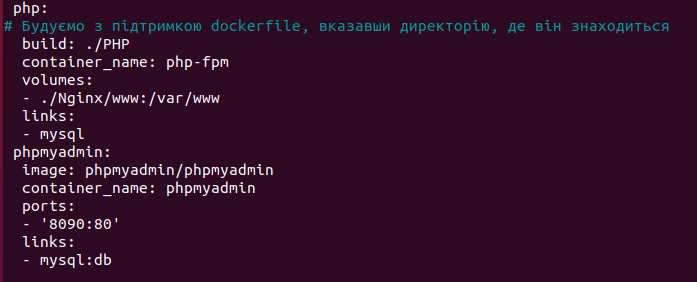 php:
# Будуємо з підтримкою dockerfile, вказавши директорію, де він знаходиться
build: ./PHP
container_name: php-fpm
volumes:
- ./Nginx/www:/var/www
links:
- mysql
phpmyadmin:
image: phpmyadmin/phpmyadmin
container_name: phpmyadmin
ports:
- '8090:80'
links:
- mysql:db